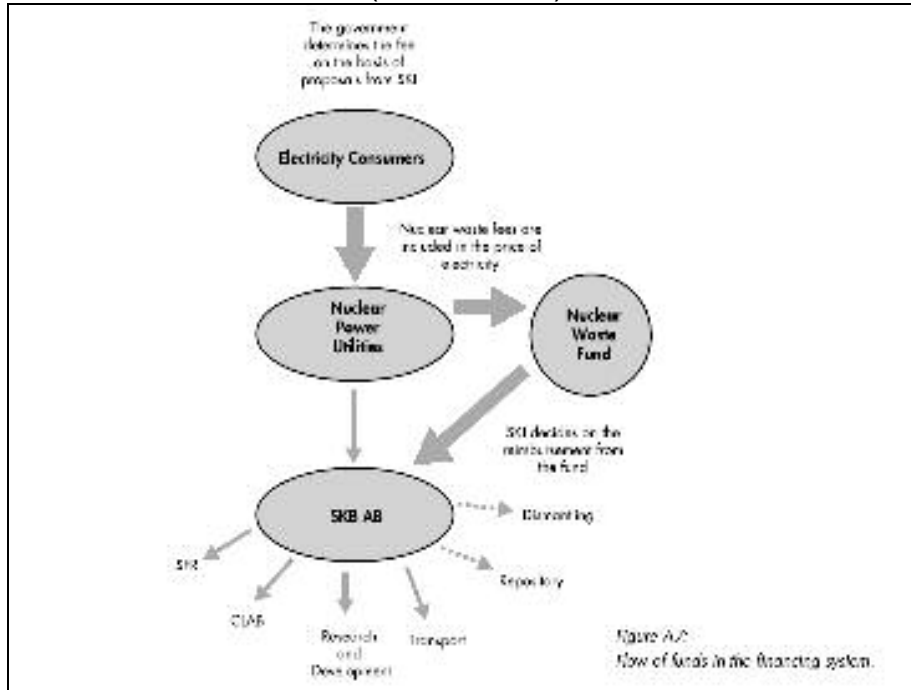 The government
determines the fee
on the basis of
proposals from SKI
Electricity Consumers
Nuclear waste fees are
included in the price of
electricity
Nuclear
Power
Utilities
Nuclear
Waste
Fund
SKI decides on the
reimbursement from
the fund
SKB AB
Dismantling
SFR
Repository
CLAB
Research
and
Development
Transport
Figure
Flow of funds in the financing system.